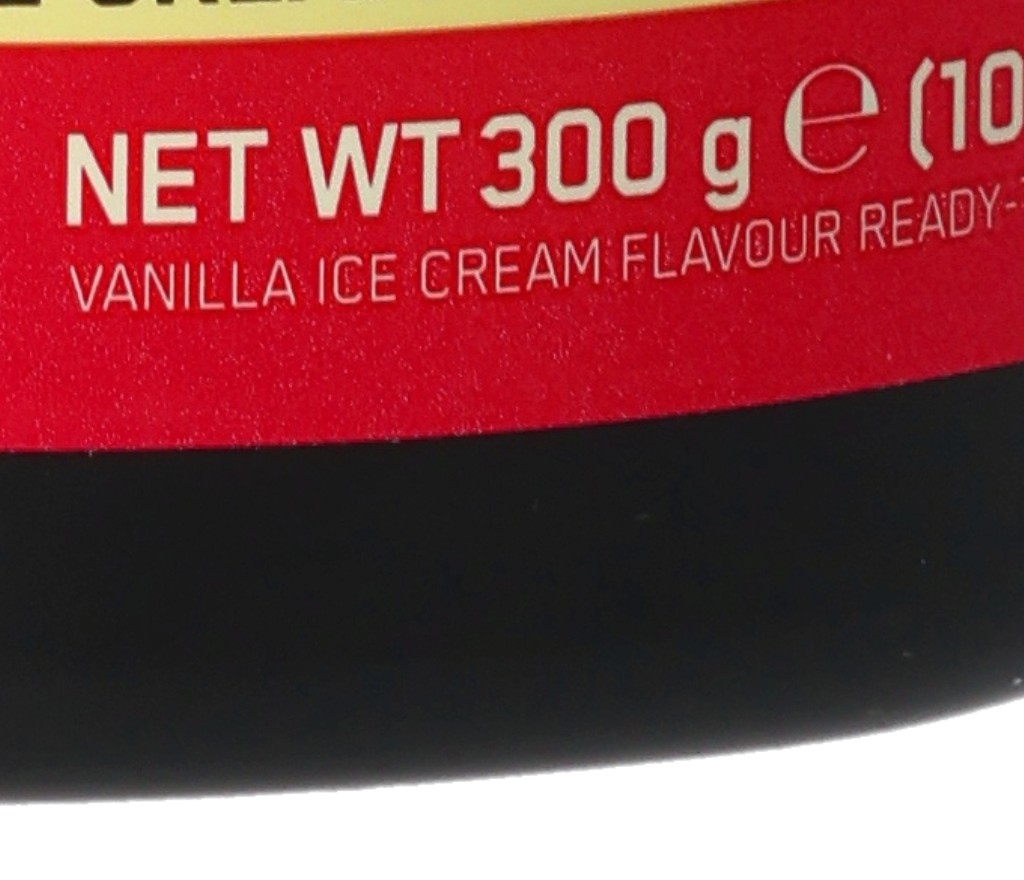 NET WT 300 g ℮ (10
VANILLA ICE CREAM FLAVOUR READY-